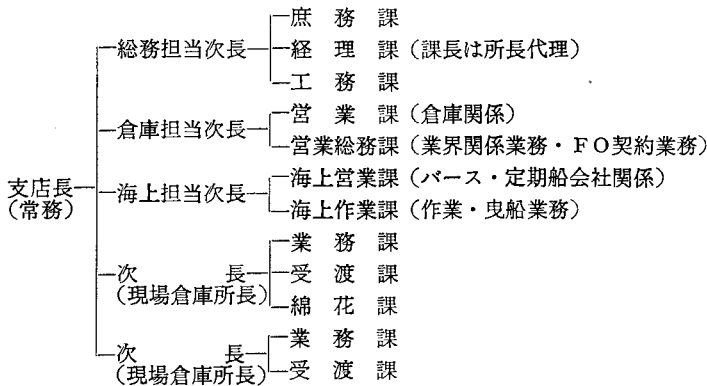 庶務課
総務担当次長 経理課(課長は所長代理)
工務課
営業課(倉庫関係)
倉庫担当次長
営業総務課(業界関係業務・FO契約業務)
支店長
(常務)
海上営業課(バース・定期船会社関係)
海上担当次長
海上作業課(作業・曳船業務)
業務課
次長 受渡課
(現場倉庫所長)
綿花課
業務課
次長
(現場倉庫所長) 受渡課